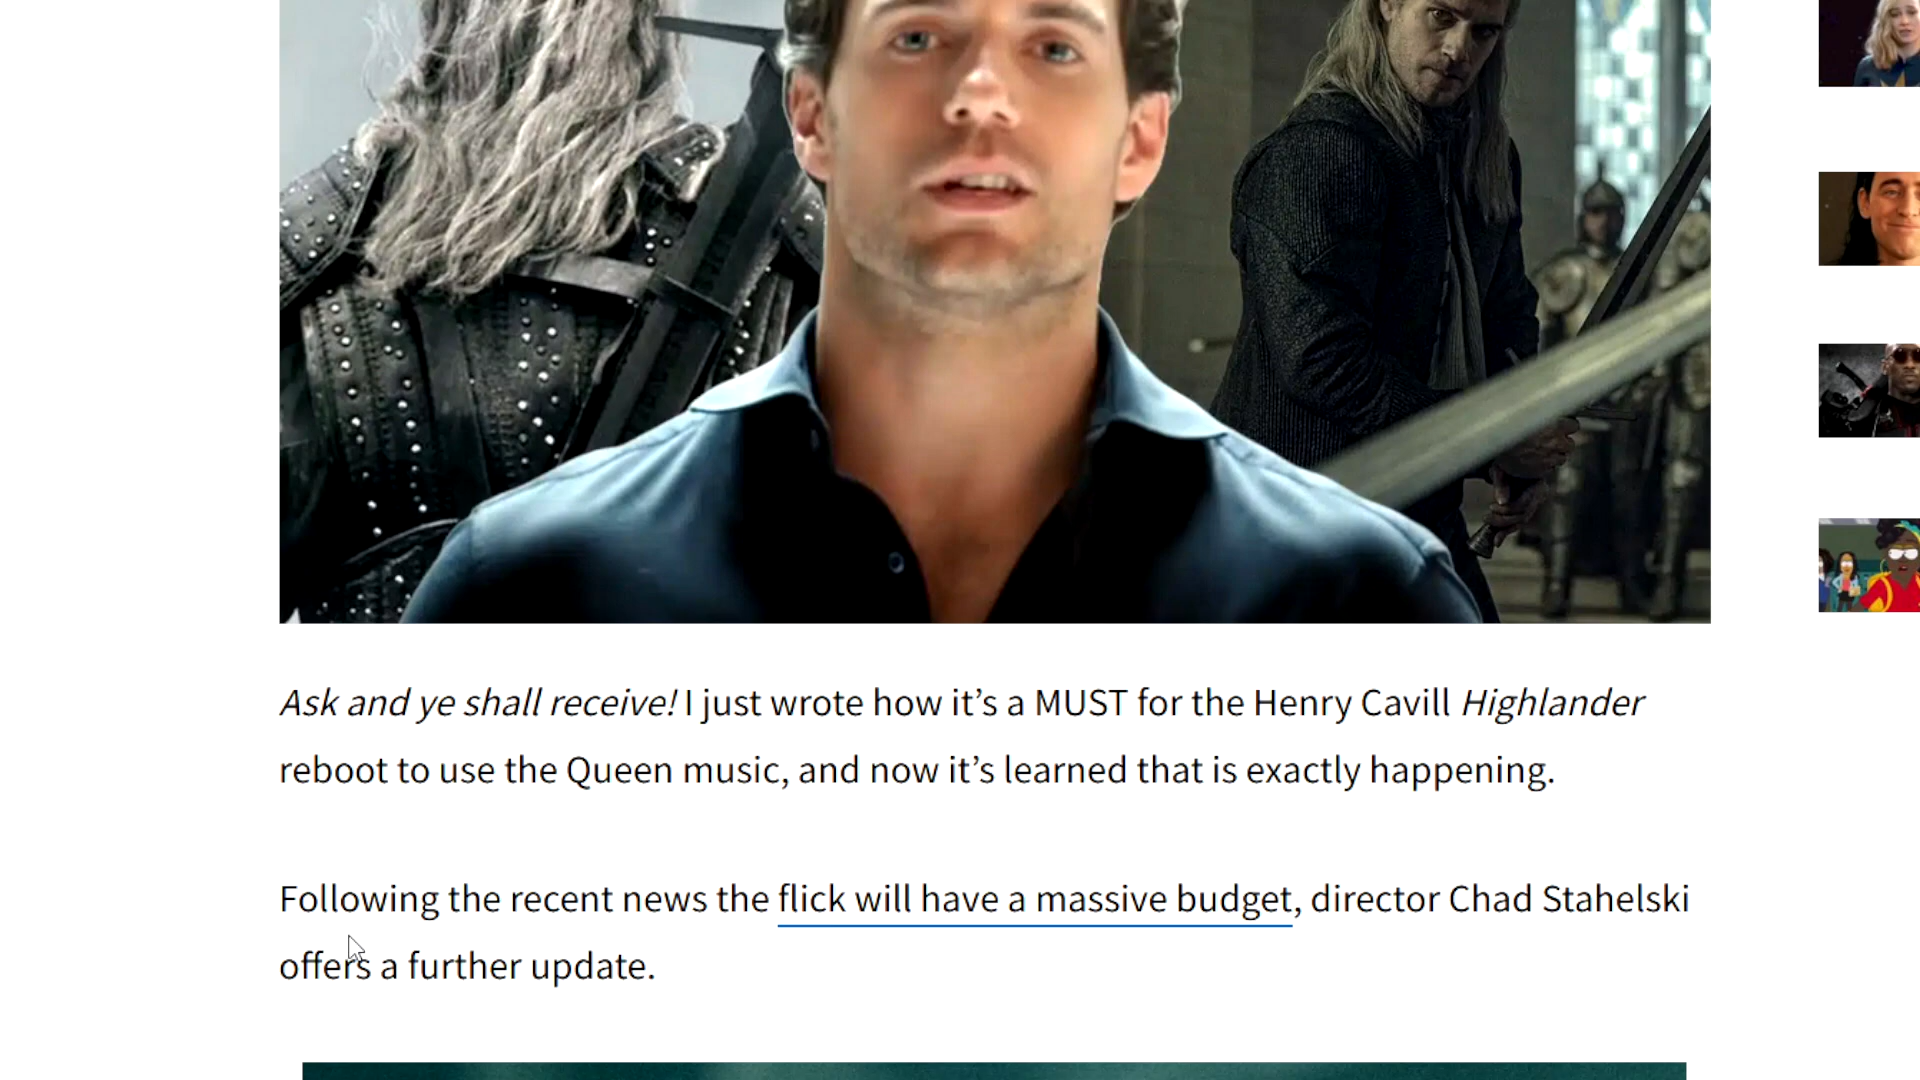 Ask and ye shall receive! I just wrote how it’s a MUST for the Henry Cavill Highlander
reboot to use the Queen music, and now it’s learned that is exactly happening.
Following the recent news the flick will have a massive budget, director Chad Stahelski
offers a further update.